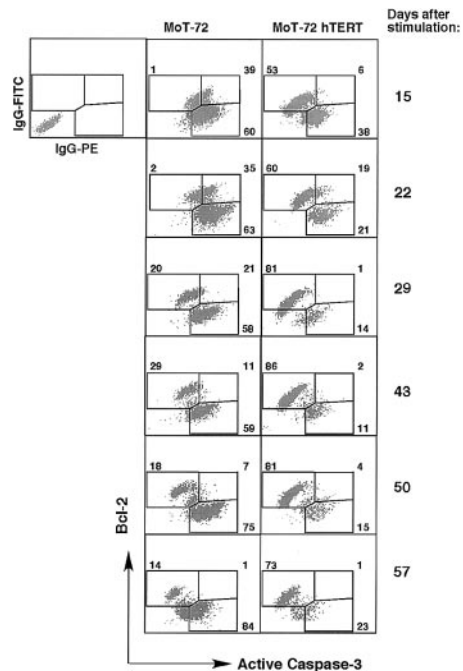 MoT-72 MoT-72 hTERT Days after stimulation:
IgG-FITC
IgG-PE
1 39 53 6
60 38
15
2 35 60 19
63 21
22
20 21 81 1
58 14
29
29 11 86 2
59 11
43
18 7 81 4
75 15
50
14 1 73 1
84 23
57
Bcl-2
Active Caspase-3